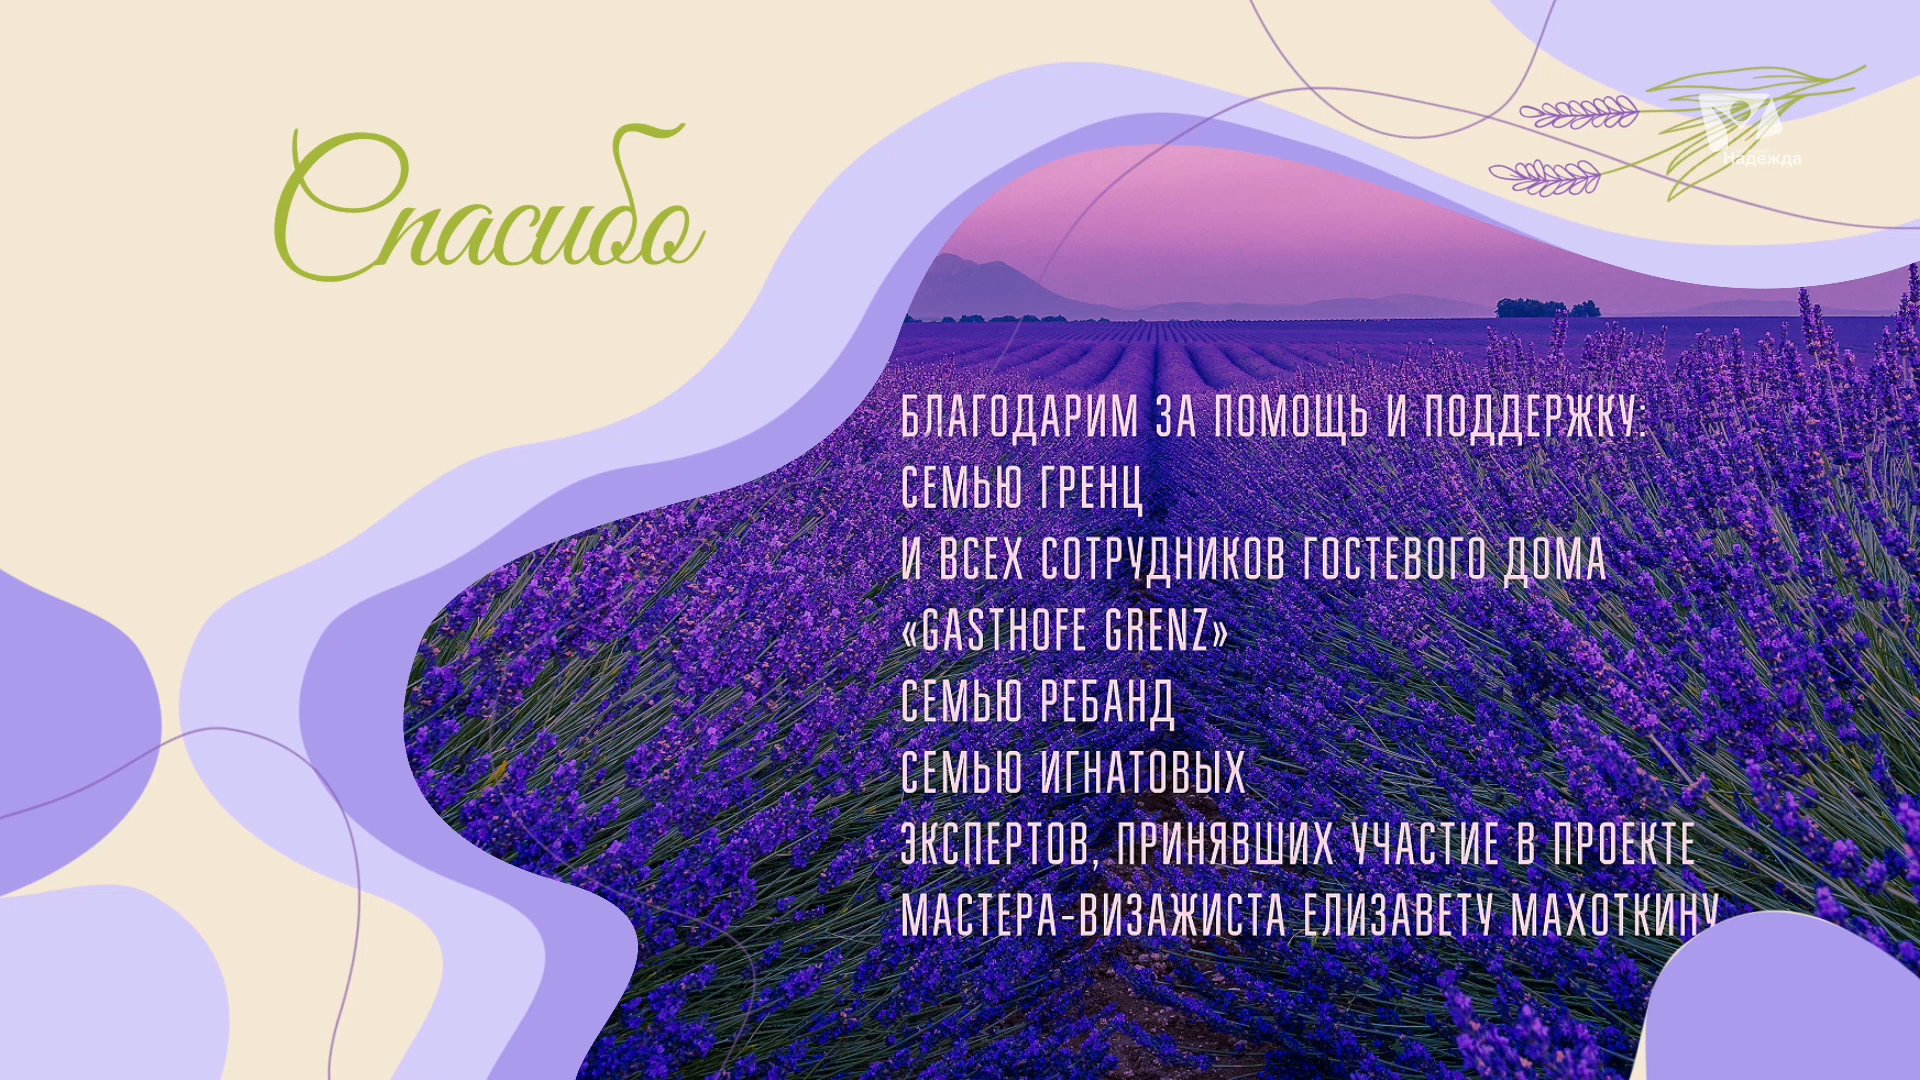 Надежда
Спасибо
БЛАГОДАРИМ ЗА ПОМОЩЬ И ПОДДЕРЖКУ:
СЕМЬЮ ГРЕНЦ
И ВСЕХ СОТРУДНИКОВ ГОСТЕВОГО ДОМА
«GASTHOFE GRENZ»
СЕМЬЮ РЕБАНД
СЕМЬЮ ИГНАТОВЫХ
ЭКСПЕРТОВ, ПРИНЯВШИХ УЧАСТИЕ В ПРОЕКТЕ
МАСТЕРА-ВИЗАЖИСТА ЕЛИЗАВЕТУ МАХОТКИНУ